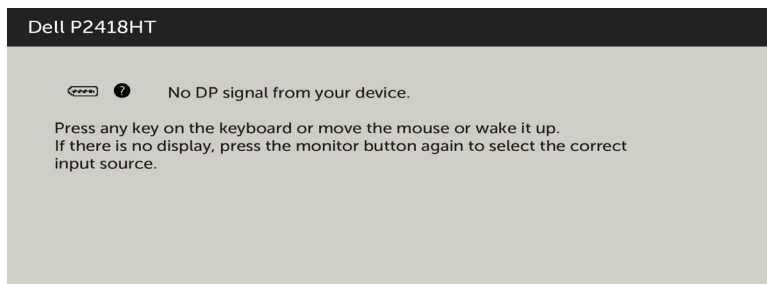 Dell P2418HT
No DP signal from your device.
Press any key on the keyboard or move the mouse or wake it up.
If there is no display, press the monitor button again to select the correct
input source.